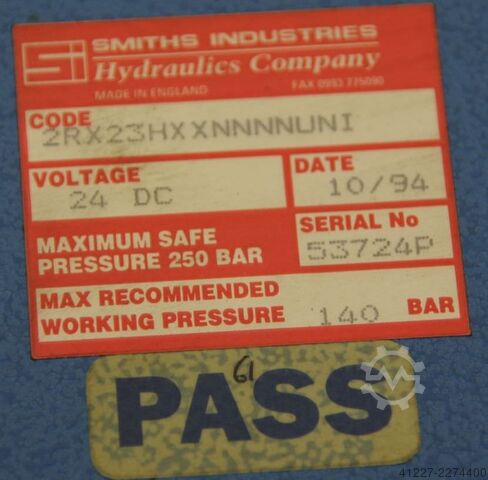 Si SMITHS INDUSTRIES
Hydraulics Company
MADE IN ENGLAND FAX 0993 775090
CODE
2RX23HXXNNNNUNI
VOLTAGE
24 DC
DATE
10/94
MAXIMUM SAFE
PRESSURE 250 BAR
SERIAL No
53724P
MAX RECOMMENDED
WORKING PRESSURE 140 BAR
61
PASS
41227-2274400